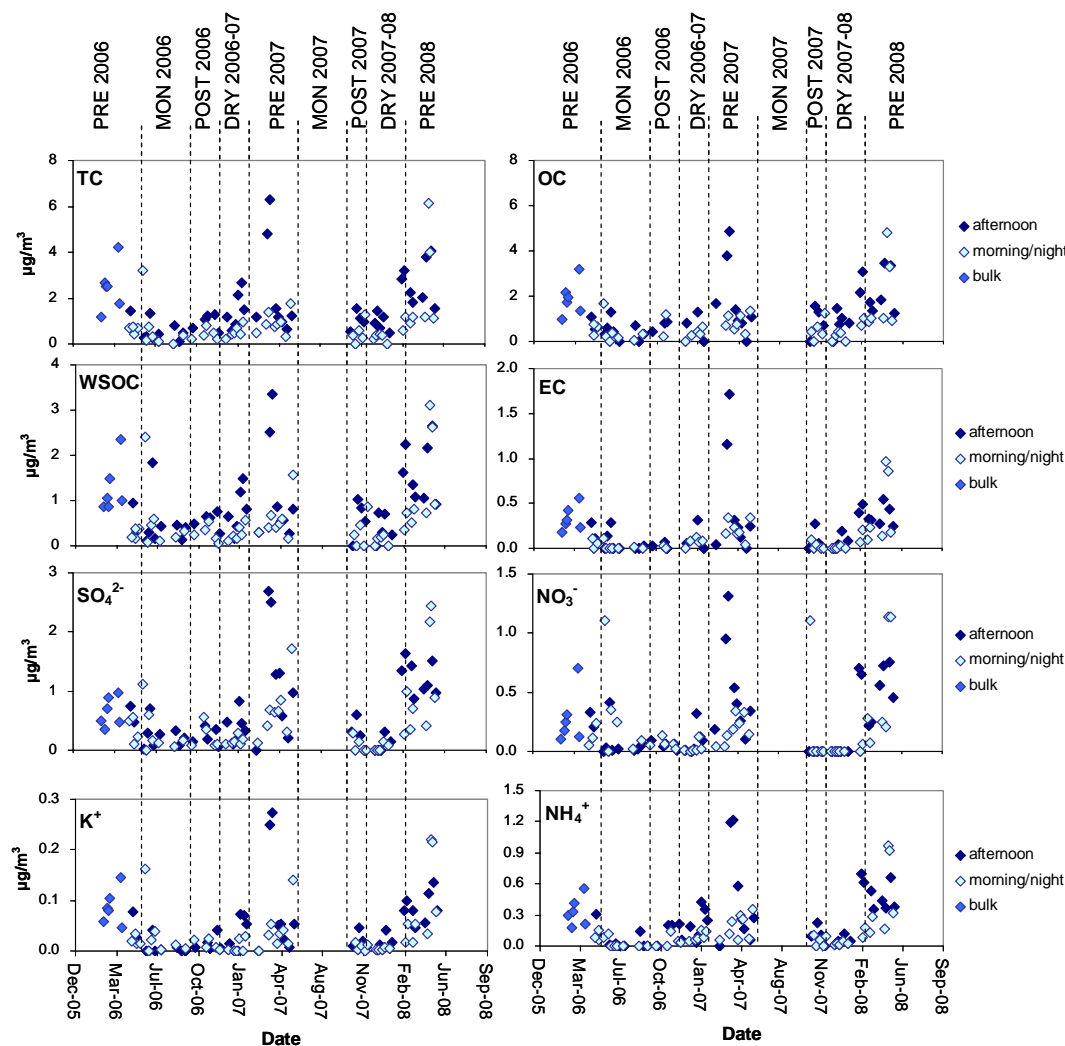 PRE 2006
MON 2006
POST 2006
DRY 2006-07
PRE 2007
MON 2007
POST 2007
DRY 2007-08
PRE 2008
PRE 2006
MON 2006
POST 2006
DRY 2006-07
PRE 2007
MON 2007
POST 2007
DRY 2007-08
PRE 2008
TC
µg/m³
8
6
4
2
0
OC
8
6
4
2
0
afternoon
morning/night
bulk
WSOC
µg/m³
4
3
2
1
0
EC
2.0
1.5
1.0
0.5
0.0
afternoon
morning/night
bulk
SO₄²⁻
µg/m³
3
2
1
0
NO₃⁻
1.5
1.0
0.5
0.0
afternoon
morning/night
bulk
K⁺
µg/m³
0.3
0.2
0.1
0.0
NH₄⁺
1.5
1.2
0.9
0.6
0.3
0.0
afternoon
morning/night
bulk
Dec-05
Mar-06
Jul-06
Oct-06
Jan-07
Apr-07
Aug-07
Nov-07
Feb-08
Jun-08
Sep-08
Date
Dec-05
Mar-06
Jul-06
Oct-06
Jan-07
Apr-07
Aug-07
Nov-07
Feb-08
Jun-08
Sep-08
Date